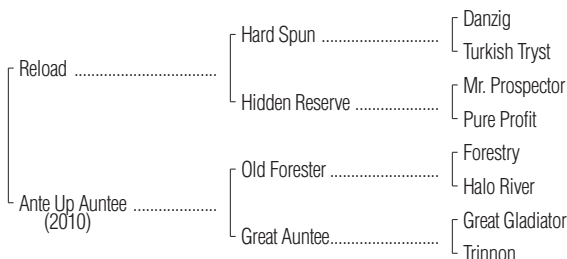 Danzig
Hard Spun ............................
Turkish Tryst
Reload ..................................
Mr. Prospector
Hidden Reserve .....................
Pure Profit
Forestry
Old Forester ..........................
Halo River
Ante Up Auntee ....................
(2010)
Great Gladiator
Great Auntee..........................
Trinnon